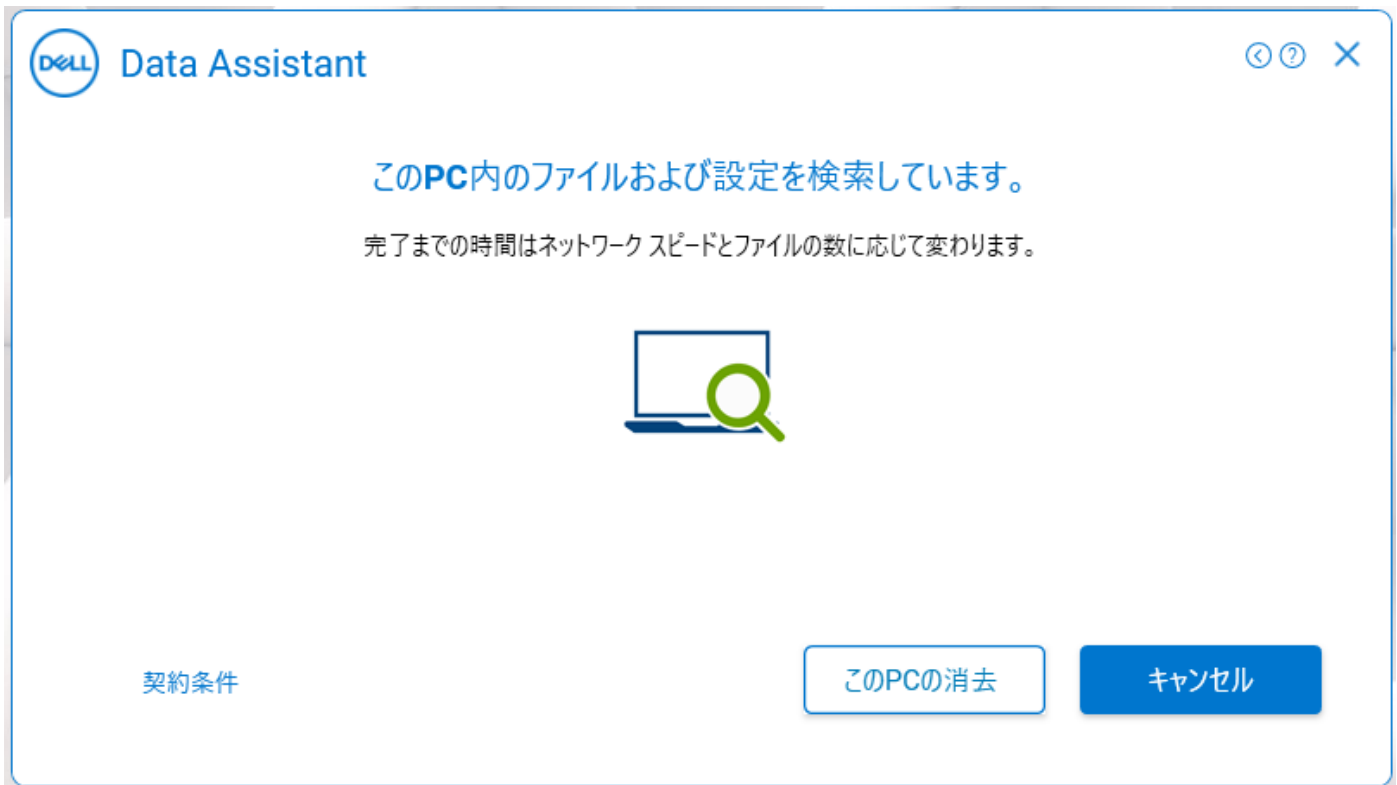 DELL Data Assistant
このPC内のファイルおよび設定を検索しています。
完了までの時間はネットワーク スピードとファイルの数に応じて変わります。
契約条件
このPCの消去
キャンセル